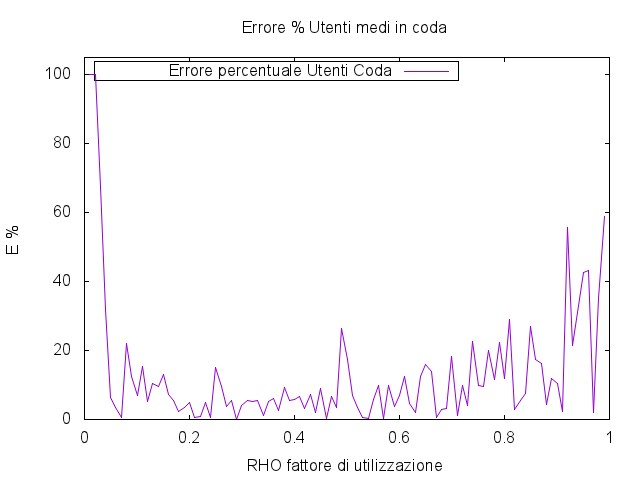 Errore % Utenti medi in coda
100
Errore percentuale Utenti Coda
80
60
E %
40
20
0
0 0.2 0.4 0.6 0.8 1
RHO fattore di utilizzazione